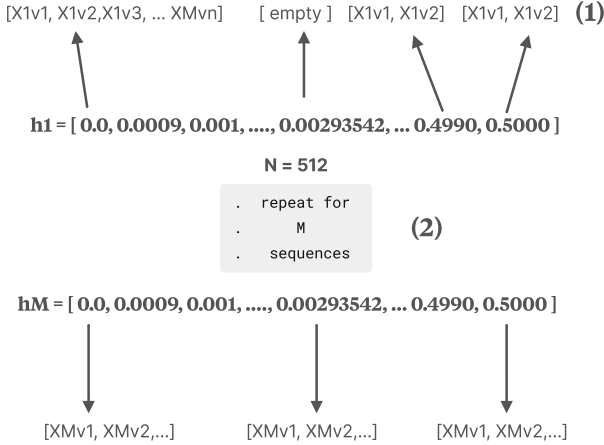 [X1v1, X1v2,X1v3, ... XMvn] [ empty ] [X1v1, X1v2] [X1v1, X1v2] (1)
h1 = [ 0.0, 0.0009, 0.001, ...., 0.00293542, ... 0.4990, 0.5000 ]
N = 512
. repeat for
. M (2)
. sequences
hM = [ 0.0, 0.0009, 0.001, ...., 0.00293542, ... 0.4990, 0.5000 ]
[XMv1, XMv2,...] [XMv1, XMv2,...] [XMv1, XMv2,...]